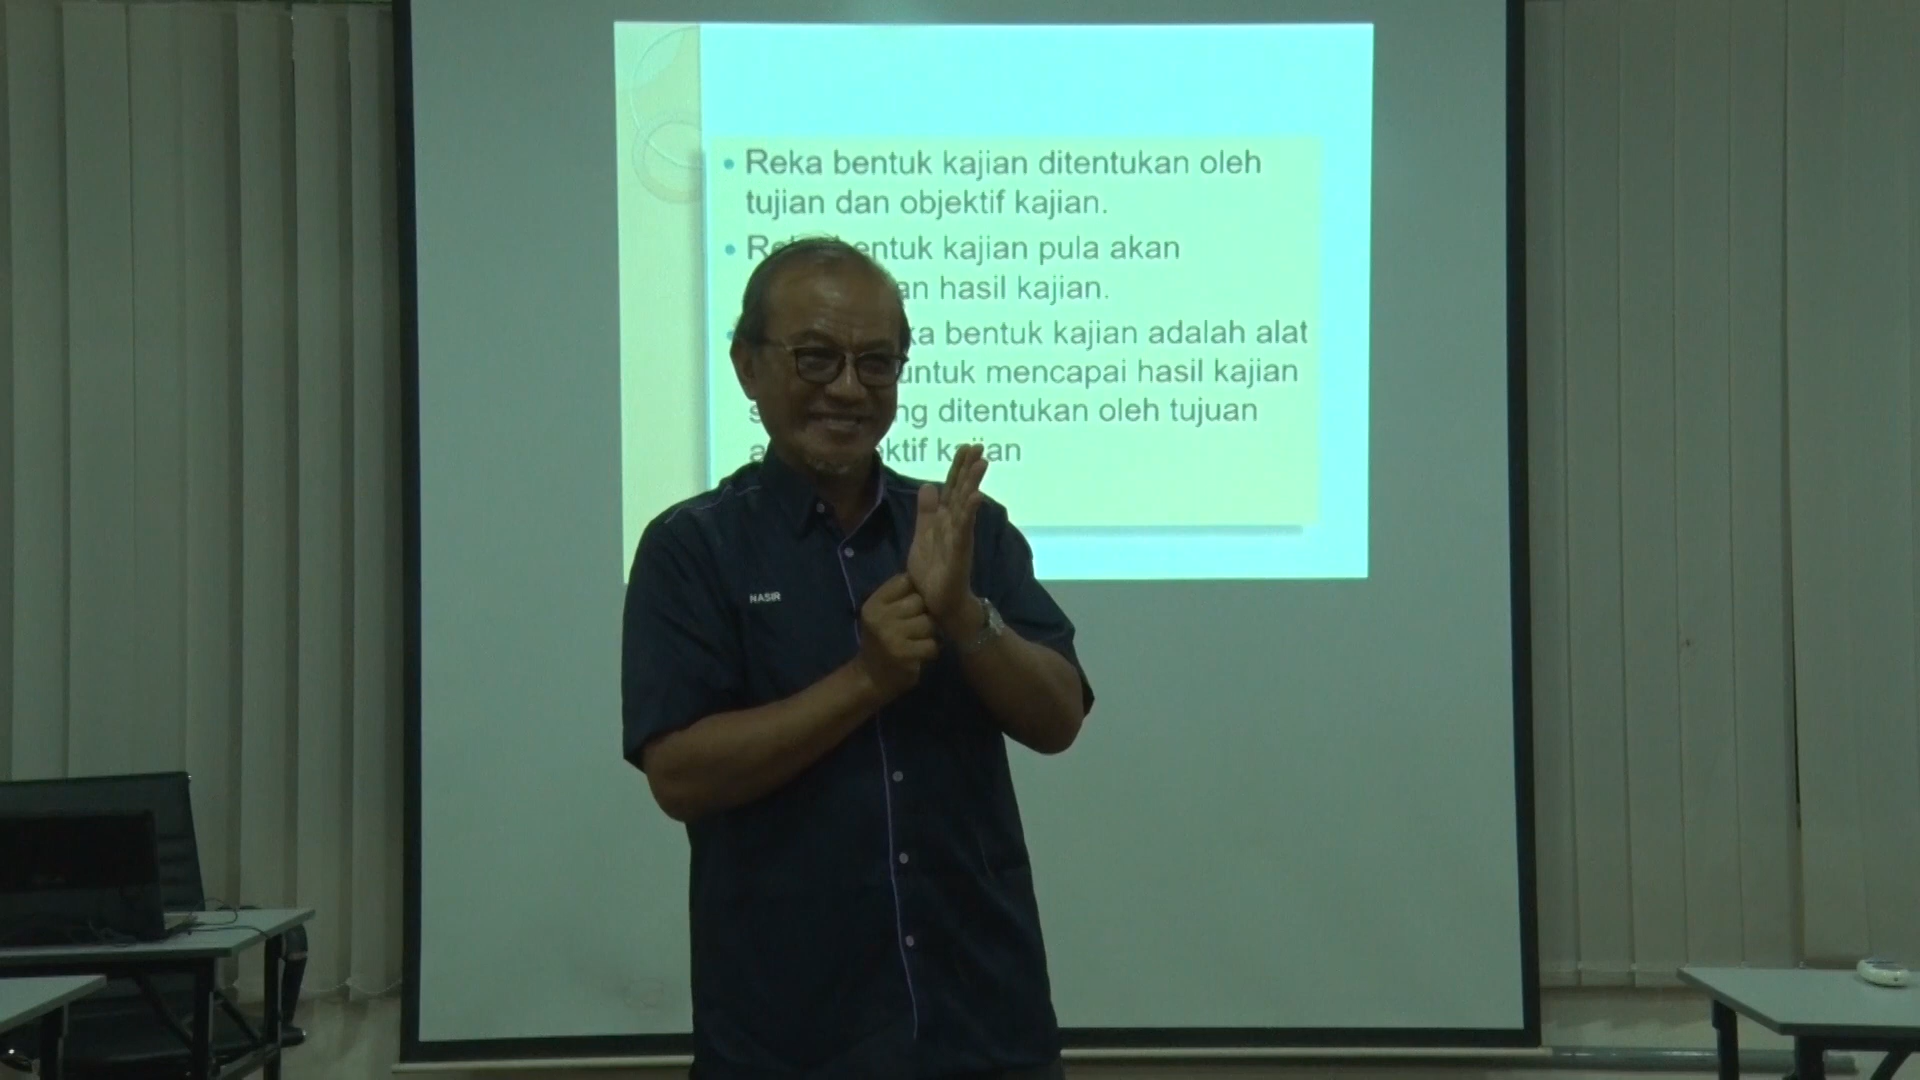 Reka bentuk kajian ditentukan oleh
tujian dan objektif kajian.
bentuk kajian pula akan
hasil kajian.
bentuk kajian adalah alat
untuk mencapai hasil kajian
ditentukan oleh tujuan
kajian
NASIR